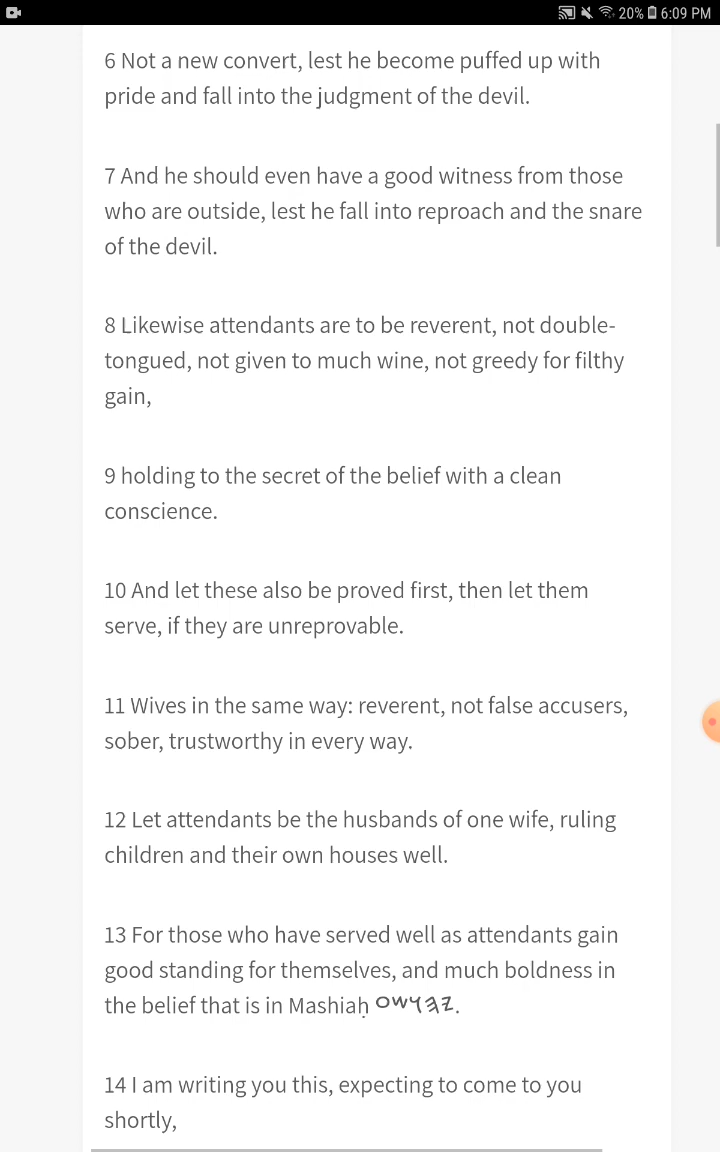 20% 6:09 PM
6 Not a new convert, lest he become puffed up with
pride and fall into the judgment of the devil.
7 And he should even have a good witness from those
who are outside, lest he fall into reproach and the snare
of the devil.
8 Likewise attendants are to be reverent, not double-
tongued, not given to much wine, not greedy for filthy
gain,
9 holding to the secret of the belief with a clean
conscience.
10 And let these also be proved first, then let them
serve, if they are unreprovable.
11 Wives in the same way: reverent, not false accusers,
sober, trustworthy in every way.
12 Let attendants be the husbands of one wife, ruling
children and their own houses well.
13 For those who have served well as attendants gain
good standing for themselves, and much boldness in
the belief that is in Mashiaḥ 𐤉𐤄𐤅𐤔𐤏.
14 I am writing you this, expecting to come to you
shortly,